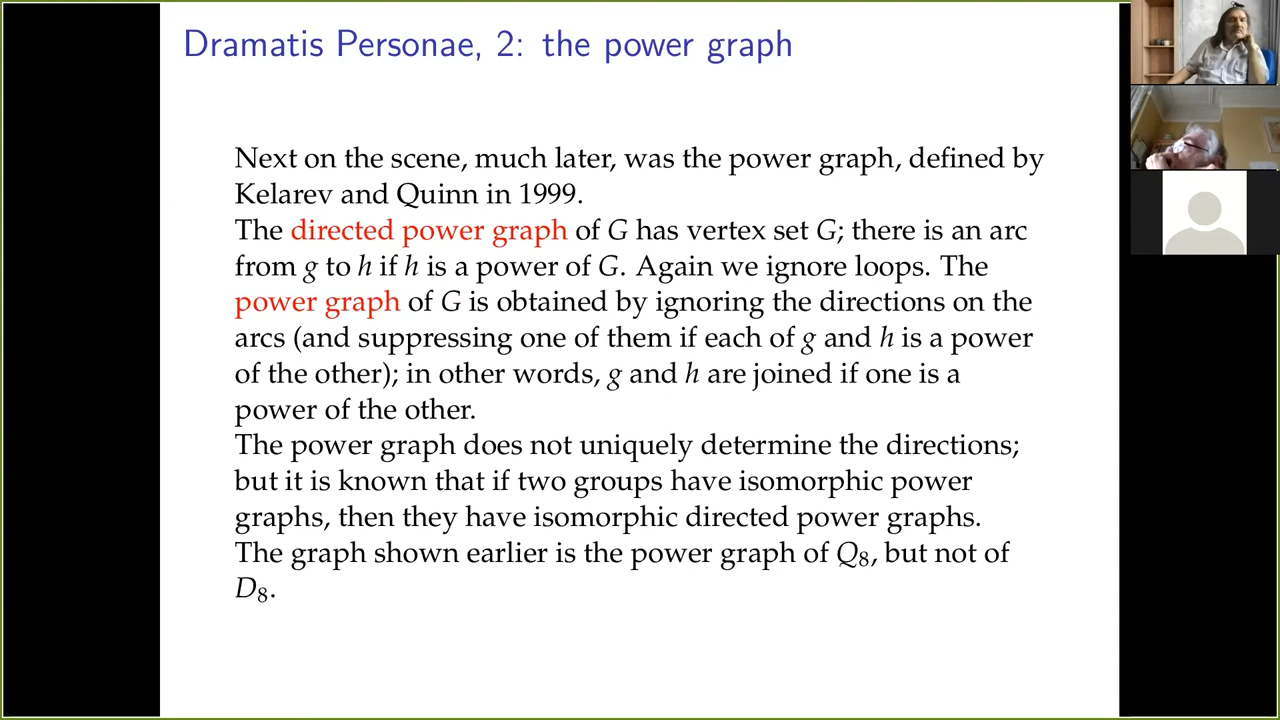 Dramatis Personae, 2: the power graph
Next on the scene, much later, was the power graph, defined by
Kelarev and Quinn in 1999.
The directed power graph of G has vertex set G; there is an arc
from g to h if h is a power of G. Again we ignore loops. The
power graph of G is obtained by ignoring the directions on the
arcs (and suppressing one of them if each of g and h is a power
of the other); in other words, g and h are joined if one is a
power of the other.
The power graph does not uniquely determine the directions;
but it is known that if two groups have isomorphic power
graphs, then they have isomorphic directed power graphs.
The graph shown earlier is the power graph of Q₈, but not of
D₈.